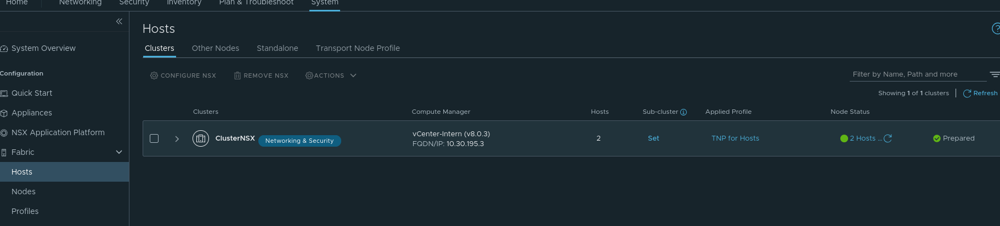 Home Networking Security Inventory Plan & Troubleshoot System
System Overview
Configuration
Quick Start
Appliances
NSX Application Platform
Fabric
Hosts
Nodes
Profiles
Hosts
Clusters Other Nodes Standalone Transport Node Profile
CONFIGURE NSX REMOVE NSX ACTIONS
Filter by Name, Path and more
Showing 1 of 1 clusters Refresh
Clusters Compute Manager Hosts Sub-cluster Applied Profile Node Status
ClusterNSX Networking & Security vCenter-Intern (v8.0.3) 2 Set TNP for Hosts 2 Hosts ... Prepared
FQDN/IP: 10.30.195.3